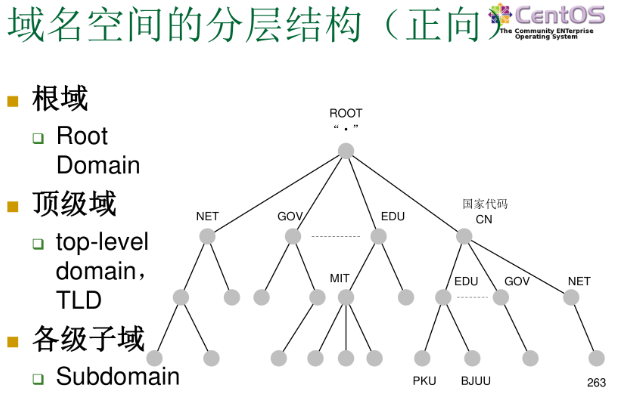 域名空间的分层结构（正向）
CentOS
The Community ENTerprise
Operating System
根域
Root
Domain
顶级域
top-level
domain，
TLD
各级子域
Subdomain
ROOT
“.”
NET
GOV
EDU
国家代码
CN
MIT
EDU
GOV
NET
PKU
BJUU
263